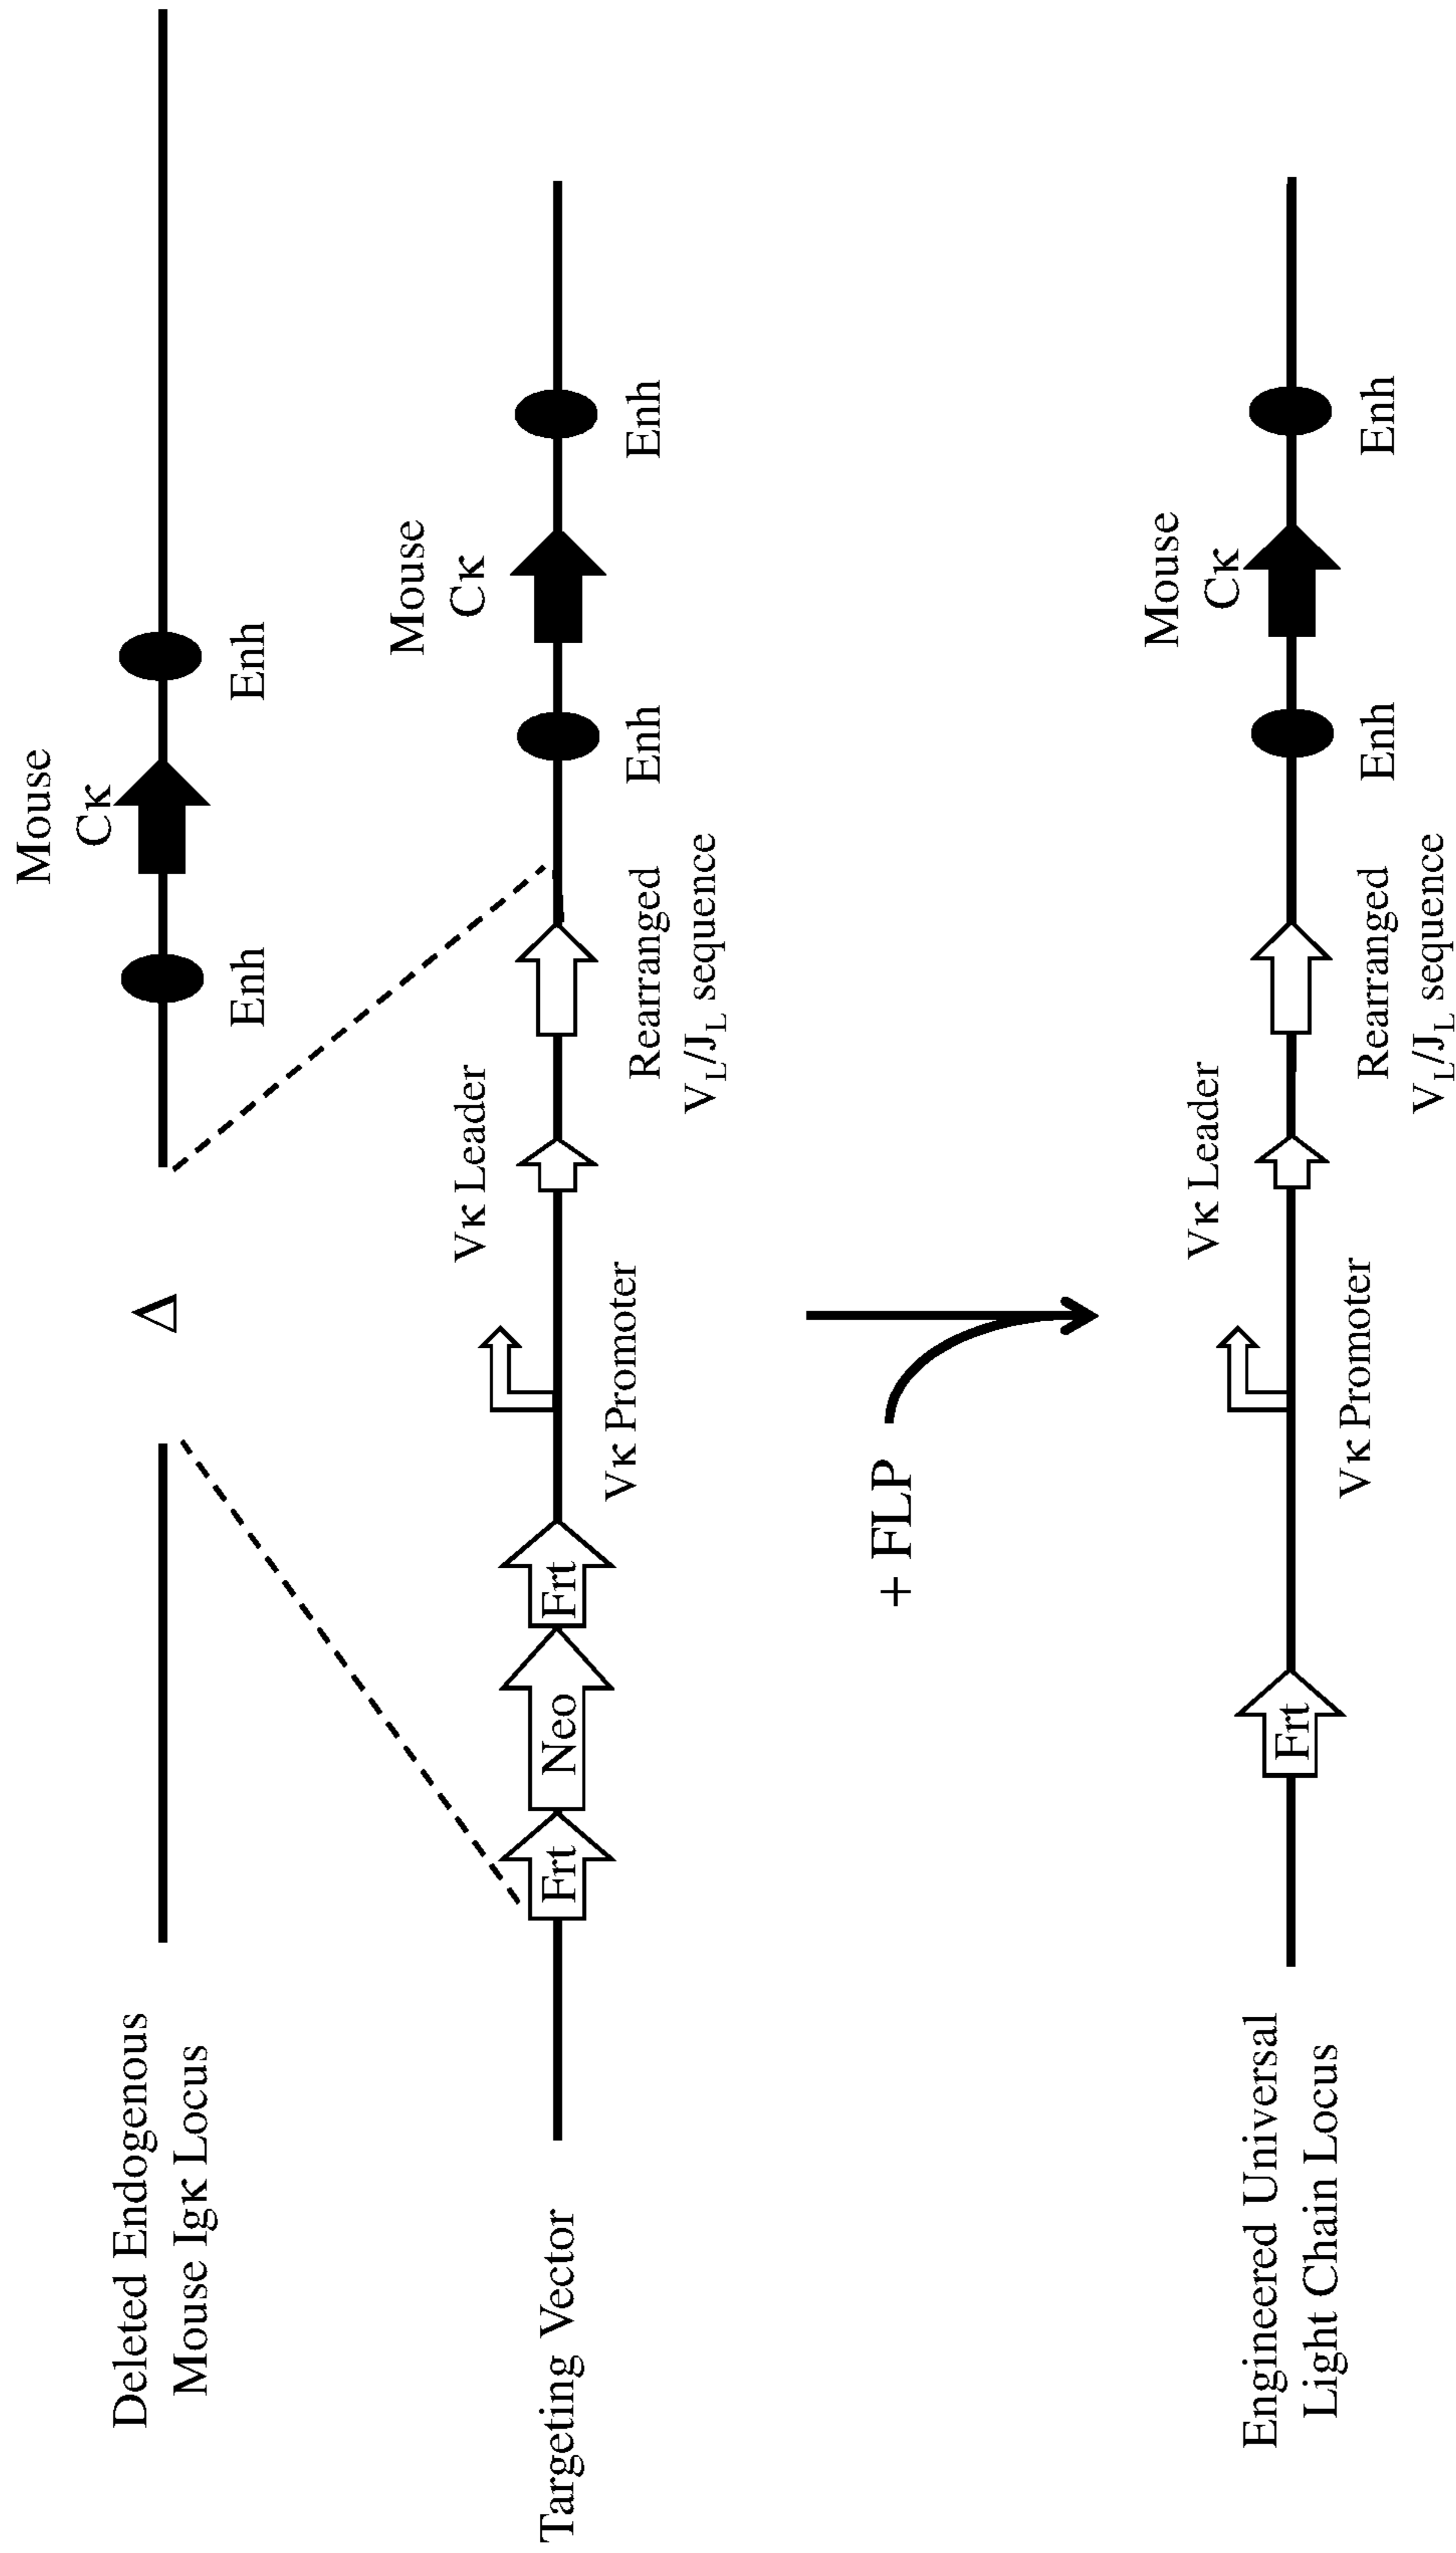 Deleted Endogenous
Mouse Igκ Locus
Δ
Enh
Mouse
Cκ
Enh
Targeting Vector
Frt
Neo
Frt
Vκ Promoter
Vκ Leader
Rearranged
VL/JL sequence
Enh
Mouse
Cκ
Enh
+ FLP
Engineered Universal
Light Chain Locus
Frt
Vκ Promoter
Vκ Leader
Rearranged
VL/JL sequence
Enh
Mouse
Cκ
Enh